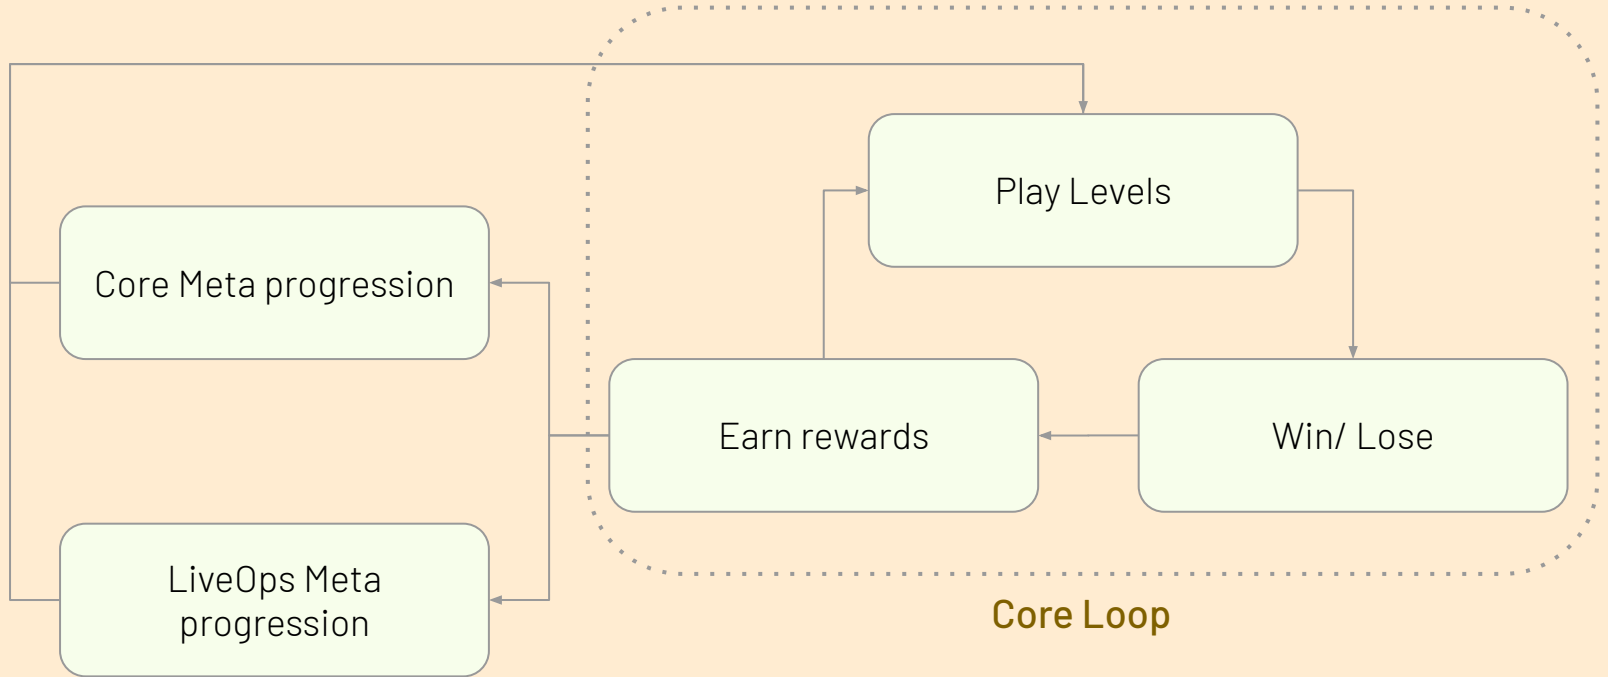 Play Levels
Core Meta progression
Earn rewards
Win/ Lose
LiveOps Meta
progression
Core Loop